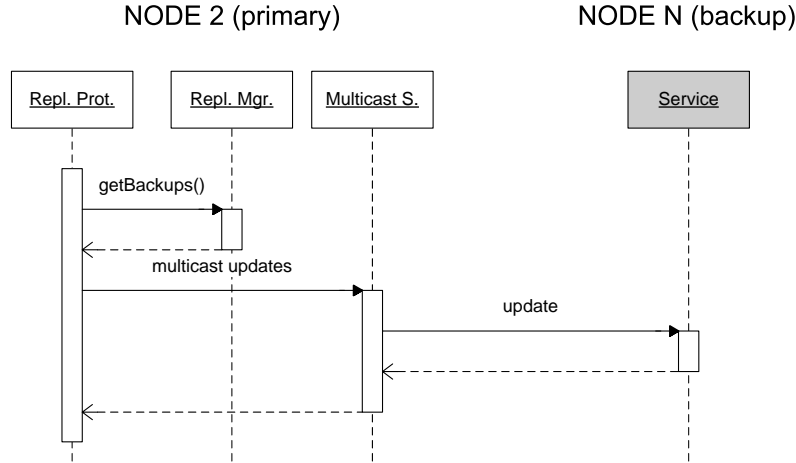 NODE 2 (primary)
NODE N (backup)
Repl. Prot.
Repl. Mgr.
Multicast S.
Service
getBackups()
multicast updates
update